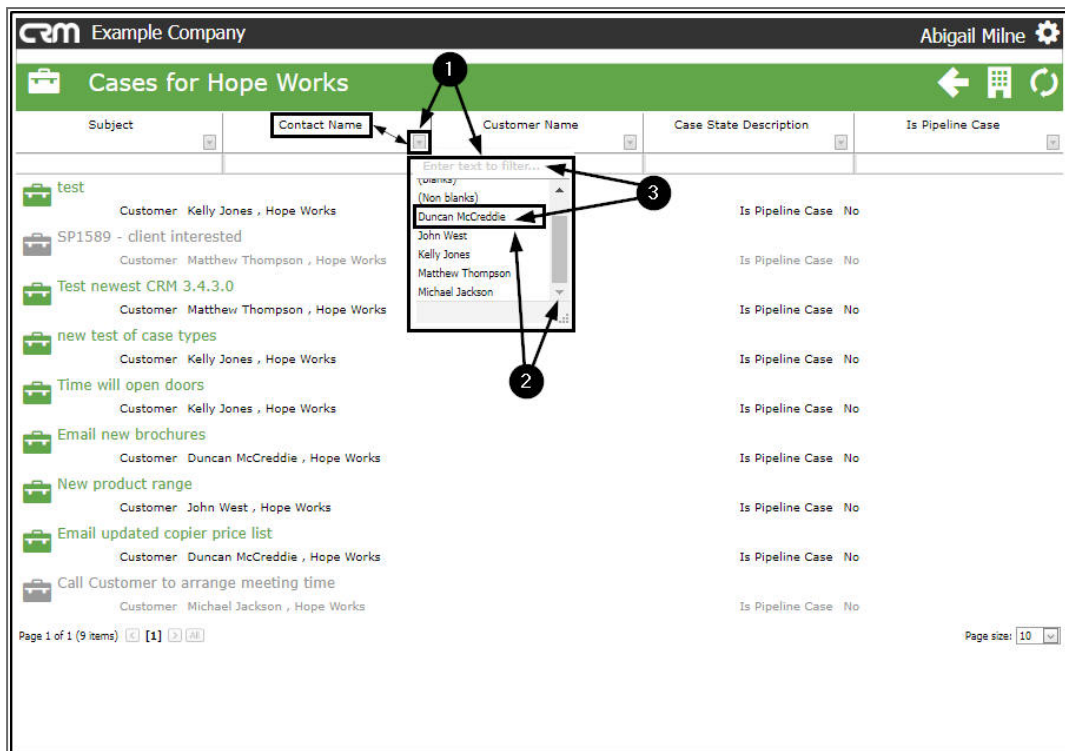 CRM Example Company Abigail Milne
Cases for Hope Works
1
Subject Contact Name Customer Name Case State Description Is Pipeline Case
Enter text to filter...
(blanks)
3
(Non blanks)
Duncan McCreddie
John West
Kelly Jones
Matthew Thompson
Michael Jackson
2
test
Customer Kelly Jones , Hope Works Is Pipeline Case No
SP1589 - client interested
Customer Matthew Thompson , Hope Works Is Pipeline Case No
Test newest CRM 3.4.3.0
Customer Matthew Thompson , Hope Works Is Pipeline Case No
new test of case types
Customer Kelly Jones , Hope Works Is Pipeline Case No
Time will open doors
Customer Kelly Jones , Hope Works Is Pipeline Case No
Email new brochures
Customer Duncan McCreddie , Hope Works Is Pipeline Case No
New product range
Customer John West , Hope Works Is Pipeline Case No
Email updated copier price list
Customer Duncan McCreddie , Hope Works Is Pipeline Case No
Call Customer to arrange meeting time
Customer Michael Jackson , Hope Works Is Pipeline Case No
Page 1 of 1 (9 items) < [1] > All Page size: 10